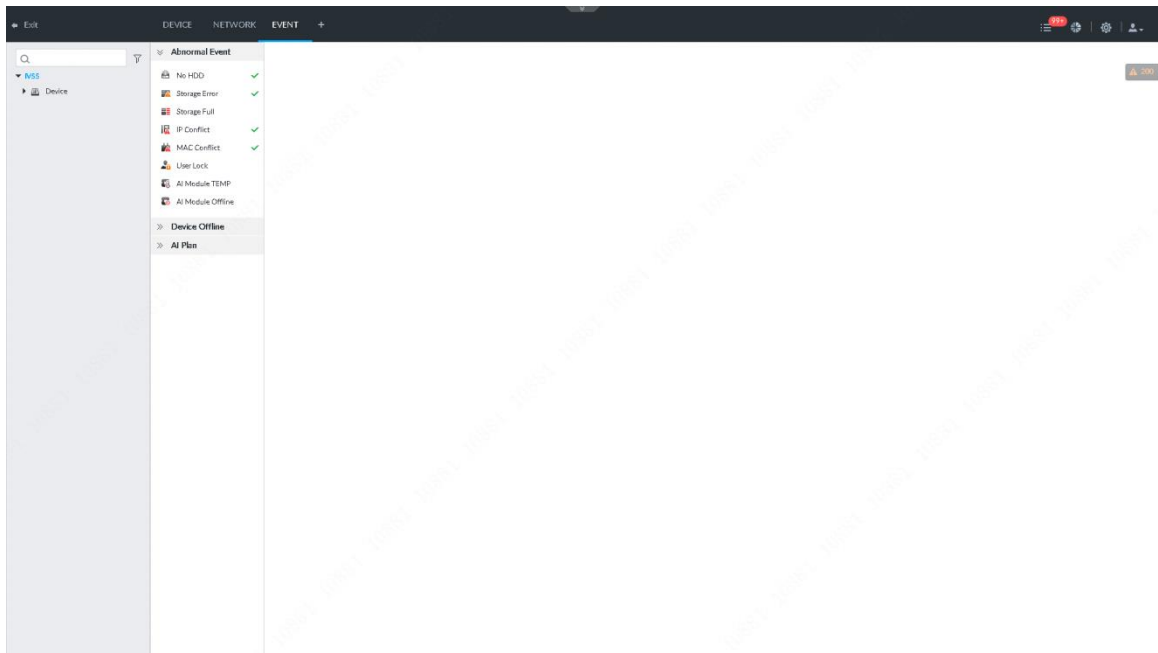 Exit
DEVICE NETWORK EVENT +
99+
Abnormal Event
IVSS
Device
No HDD
Storage Error
Storage Full
IP Conflict
MAC Conflict
User Lock
AI Module TEMP
AI Module Offline
Device Offline
AI Plan
200